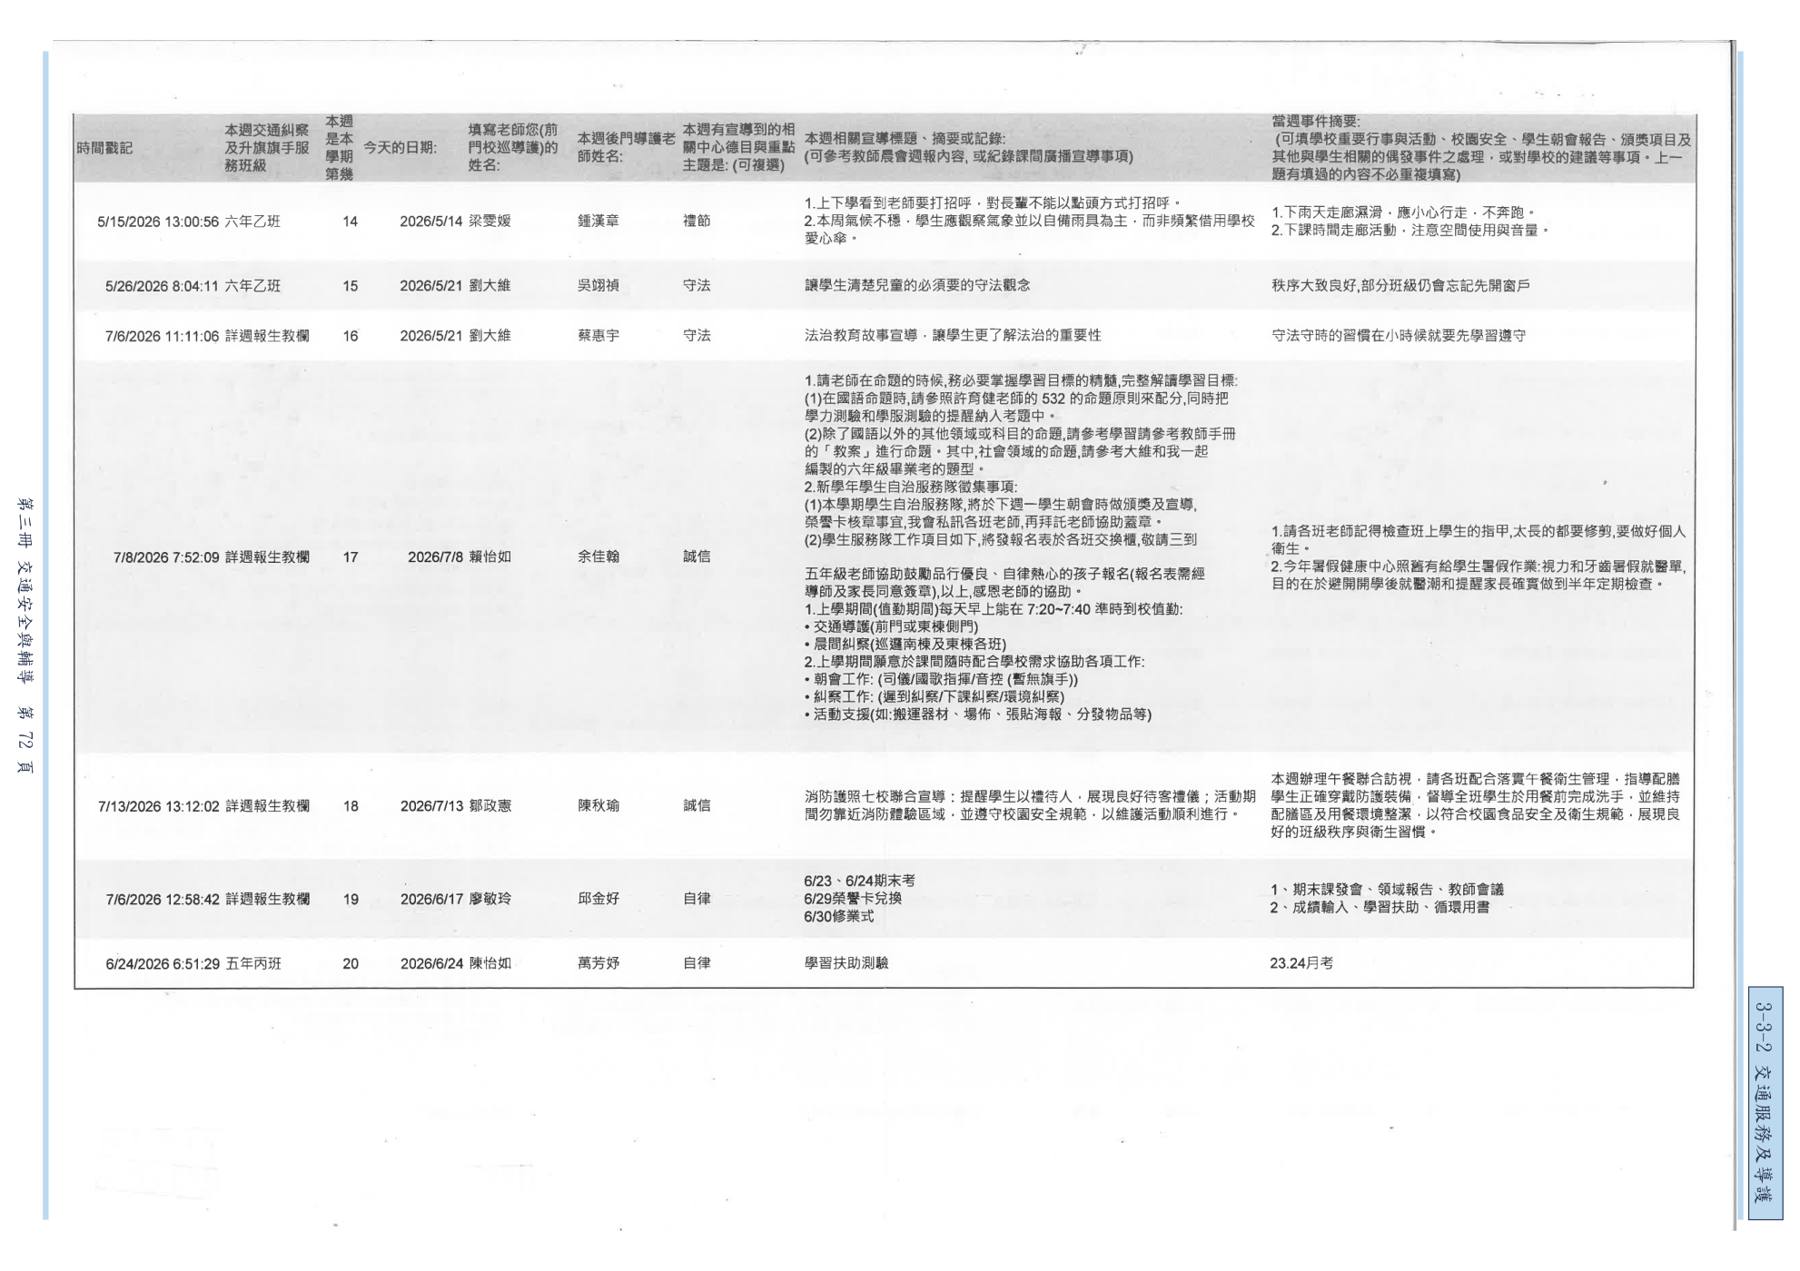 時間戳記
本週交通糾察
及升旗旗手服
務班級
本週
是本
學期
第幾
今天的日期:
填寫老師您(前
門校巡導護)的
姓名:
本週後門導護老
師姓名:
本週有宣導到的相
關中心德目與重點
主題是: (可複選)
本週相關宣導標題、摘要或記錄:
(可參考教師晨會週報內容, 或紀錄課間廣播宣導事項)
當週事件摘要:
(可填學校重要行事與活動、校園安全、學生朝會報告、頒獎項目及
其他與學生相關的偶發事件之處理，或對學校的建議等事項。上一
題有填過的內容不必重複填寫)
5/15/2026 13:00:56 六年乙班 14 2026/5/14 梁雯媛 鍾漢章 禮節
1.上下學看到老師要打招呼，對長輩不能以點頭方式打招呼。
2.本周氣候不穩，學生應觀察氣象並以自備雨具為主，而非頻繁借用學校
愛心傘。
1.下雨天走廊濕滑，應小心行走，不奔跑。
2.下課時間走廊活動，注意空間使用與音量。
5/26/2026 8:04:11 六年乙班 15 2026/5/21 劉大維 吳翊禎 守法 讓學生清楚兒童的必須要的守法觀念 秩序大致良好,部分班級仍會忘記先開窗戶
7/6/2026 11:11:06 詳週報生教欄 16 2026/5/21 劉大維 蔡惠宇 守法 法治教育故事宣導，讓學生更了解法治的重要性 守法守時的習慣在小時候就要先學習遵守
7/8/2026 7:52:09 詳週報生教欄 17 2026/7/8 賴怡如 余佳翰 誠信
1.請老師在命題的時候,務必要掌握學習目標的精髓,完整解讀學習目標:
(1)在國語命題時,請參照許育健老師的 532 的命題原則來配分,同時把
學力測驗和學服測驗的提醒納入考題中。
(2)除了國語以外的其他領域或科目的命題,請參考學習請參考教師手冊
的「教案」進行命題。其中,社會領域的命題,請參考大維和我一起
編製的六年級畢業考的題型。
2.新學年學生自治服務隊徵集事項:
(1)本學期學生自治服務隊,將於下週一學生朝會時做頒獎及宣導,
榮譽卡核章事宜,我會私訊各班老師,再拜託老師協助蓋章。
(2)學生服務隊工作項目如下,將發報名表於各班交換櫃,敬請三到
五年級老師協助鼓勵品行優良、自律熱心的孩子報名(報名表需經
導師及家長同意簽章),以上,感恩老師的協助。
1.上學期間(值勤期間)每天早上能在 7:20~7:40 準時到校值勤:
• 交通導護(前門或東棟側門)
• 晨間糾察(巡邏南棟及東棟各班)
2.上學期間願意於課間隨時配合學校需求協助各項工作:
• 朝會工作: (司儀/國歌指揮/音控 (暫無旗手))
• 糾察工作: (遲到糾察/下課糾察/環境糾察)
• 活動支援(如:搬運器材、場佈、張貼海報、分發物品等)
1.請各班老師記得檢查班上學生的指甲,太長的都要修剪,要做好個人
衛生。
2.今年暑假健康中心照舊有給學生暑假作業:視力和牙齒暑假就醫單,
目的在於避開開學後就醫潮和提醒家長確實做到半年定期檢查。
7/13/2026 13:12:02 詳週報生教欄 18 2026/7/13 鄒政憲 陳秋瑜 誠信
消防護照七校聯合宣導：提醒學生以禮待人，展現良好待客禮儀；活動期
間勿靠近消防體驗區域，並遵守校園安全規範，以維護活動順利進行。
本週辦理午餐聯合訪視，請各班配合落實午餐衛生管理，指導配膳
學生正確穿戴防護裝備，督導全班學生於用餐前完成洗手，並維持
配膳區及用餐環境整潔，以符合校園食品安全及衛生規範，展現良
好的班級秩序與衛生習慣。
7/6/2026 12:58:42 詳週報生教欄 19 2026/6/17 廖敏玲 邱金好 自律
6/23、6/24期末考
6/29榮譽卡兌換
6/30修業式
1、期末課發會、領域報告、教師會議
2、成績輸入、學習扶助、循環用書
6/24/2026 6:51:29 五年丙班 20 2026/6/24 陳怡如 萬芳妤 自律 學習扶助測驗 23.24月考
第三冊 交通安全與輔導 第 72 頁
3-3-2 交通服務及導護